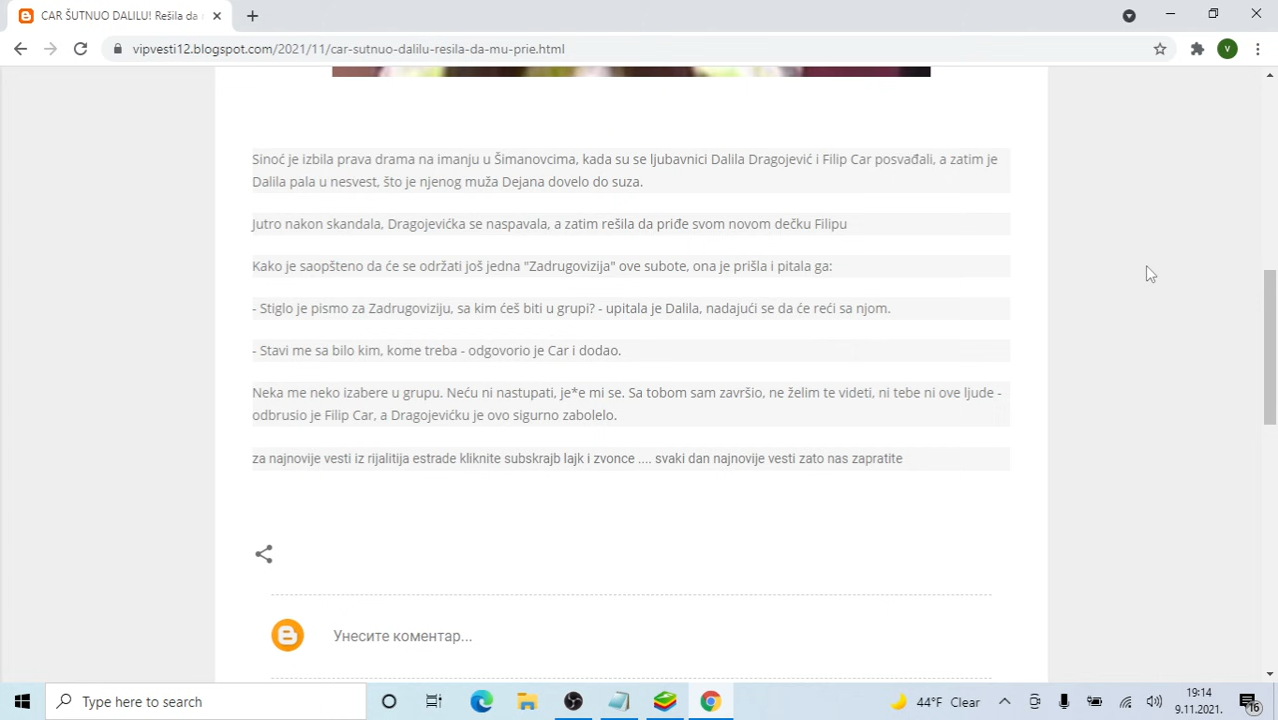 CAR ŠUTNUO DALILU! Rešila da
vipvesti12.blogspot.com/2021/11/car-sutnuo-dalilu-resila-da-mu-prie.html
V
Sinoć je izbila prava drama na imanju u Šimanovcima, kada su se ljubavnici Dalila Dragojević i Filip Car posvađali, a zatim je
Dalila pala u nesvest, što je njenog muža Dejana dovelo do suza.
Jutro nakon skandala, Dragojevićka se naspavala, a zatim rešila da priđe svom novom dečku Filipu
Kako je saopšteno da će se održati još jedna "Zadrugovizija" ove subote, ona je prišla i pitala ga:
- Stiglo je pismo za Zadrugoviziju, sa kim ćeš biti u grupi? - upitala je Dalila, nadajući se da će reći sa njom.
- Stavi me sa bilo kim, kome treba - odgovorio je Car i dodao.
Neka me neko izabere u grupu. Neću ni nastupati, je*e mi se. Sa tobom sam završio, ne želim te videti, ni tebe ni ove ljude -
odbrusio je Filip Car, a Dragojevićku je ovo sigurno zabolelo.
za najnovije vesti iz rijalitija estrade kliknite subskrajb lajk i zvonce .... svaki dan najnovije vesti zato nas zapratite
Унесите коментар...
Type here to search
44°F Clear
19:14
9.11.2021.
16